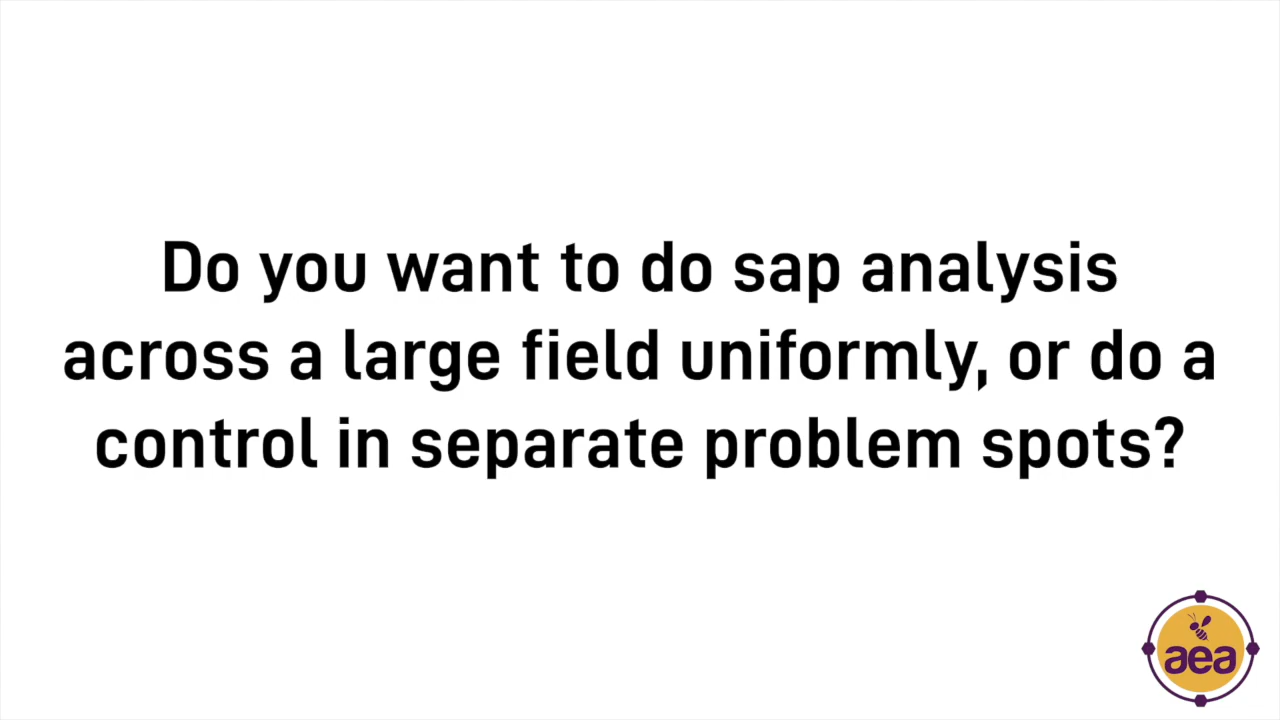 Do you want to do sap analysis
across a large field uniformly, or do a
control in separate problem spots?
aea